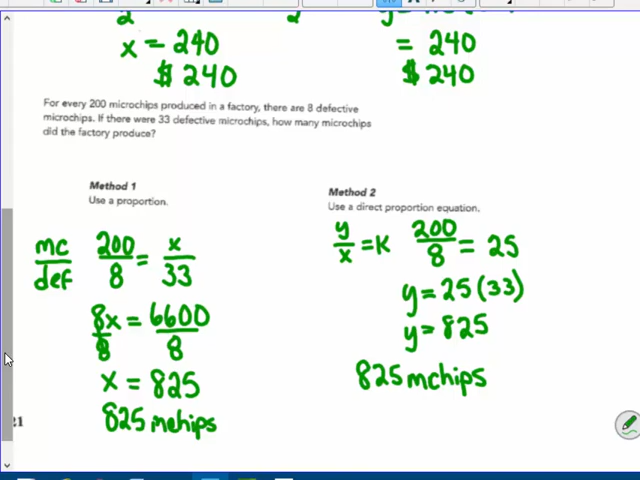 2
x = 240
$240
2
= 240
$240
For every 200 microchips produced in a factory, there are 8 defective
microchips. If there were 33 defective microchips, how many microchips
did the factory produce?
Method 1
Use a proportion.
mc/def 200/8 = x/33
8x/8 = 6600/8
x = 825
825 mchips
Method 2
Use a direct proportion equation.
y/x = K 200/8 = 25
y = 25(33)
y = 825
825 mchips
21